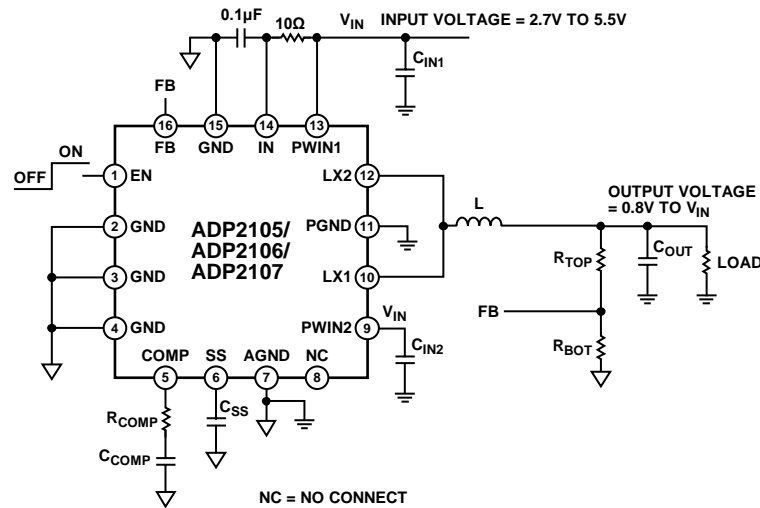 0.1µF
10Ω
VIN
INPUT VOLTAGE = 2.7V TO 5.5V
CIN1
FB
16
15
14
13
FB
GND
IN
PWIN1
ON
OFF
1
EN
LX2
12
OUTPUT VOLTAGE
= 0.8V TO VIN
L
2
GND
ADP2105/
ADP2106/
ADP2107
PGND
11
RTOP
COUT
LOAD
3
GND
LX1
10
FB
4
GND
PWIN2
9
VIN
CIN2
RBOT
COMP
SS
AGND
NC
5
6
7
8
RCOMP
CSS
CCOMP
NC = NO CONNECT